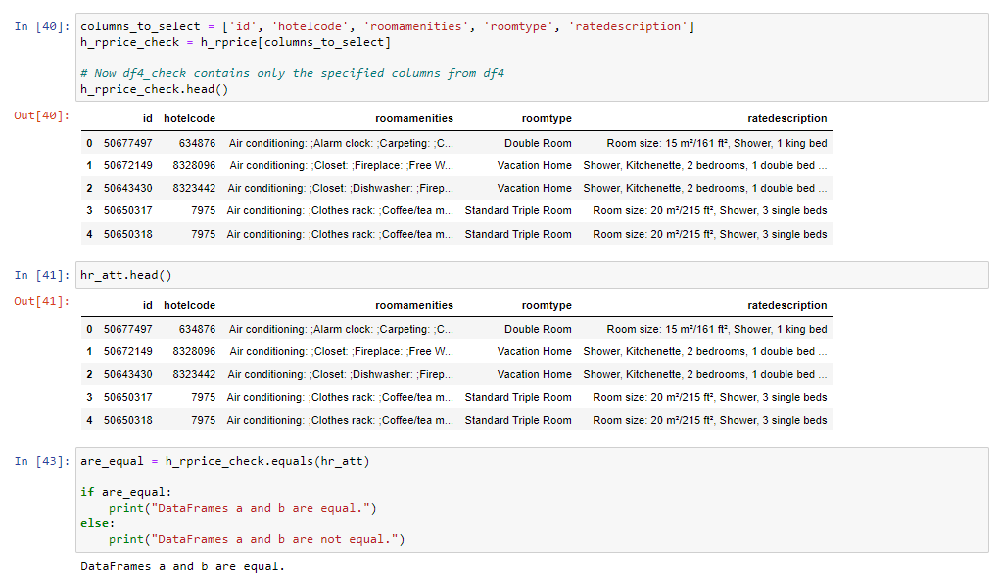 In [40]: columns_to_select = ['id', 'hotelcode', 'roomamenities', 'roomtype', 'ratedescription']
h_rprice_check = h_rprice[columns_to_select]
# Now df4_check contains only the specified columns from df4
h_rprice_check.head()
Out[40]:
id hotelcode roomamenities roomtype ratedescription
0 50677497 634876 Air conditioning: ;Alarm clock: ;Carpeting: ;C... Double Room Room size: 15 m²/161 ft², Shower, 1 king bed
1 50672149 8328096 Air conditioning: ;Closet: ;Fireplace: ;Free W... Vacation Home Shower, Kitchenette, 2 bedrooms, 1 double bed ...
2 50643430 8323442 Air conditioning: ;Closet: ;Dishwasher: ;Firep... Vacation Home Shower, Kitchenette, 2 bedrooms, 1 double bed ...
3 50650317 7975 Air conditioning: ;Clothes rack: ;Coffee/tea m... Standard Triple Room Room size: 20 m²/215 ft², Shower, 3 single beds
4 50650318 7975 Air conditioning: ;Clothes rack: ;Coffee/tea m... Standard Triple Room Room size: 20 m²/215 ft², Shower, 3 single beds
In [41]: hr_att.head()
Out[41]:
id hotelcode roomamenities roomtype ratedescription
0 50677497 634876 Air conditioning: ;Alarm clock: ;Carpeting: ;C... Double Room Room size: 15 m²/161 ft², Shower, 1 king bed
1 50672149 8328096 Air conditioning: ;Closet: ;Fireplace: ;Free W... Vacation Home Shower, Kitchenette, 2 bedrooms, 1 double bed ...
2 50643430 8323442 Air conditioning: ;Closet: ;Dishwasher: ;Firep... Vacation Home Shower, Kitchenette, 2 bedrooms, 1 double bed ...
3 50650317 7975 Air conditioning: ;Clothes rack: ;Coffee/tea m... Standard Triple Room Room size: 20 m²/215 ft², Shower, 3 single beds
4 50650318 7975 Air conditioning: ;Clothes rack: ;Coffee/tea m... Standard Triple Room Room size: 20 m²/215 ft², Shower, 3 single beds
In [43]: are_equal = h_rprice_check.equals(hr_att)
if are_equal:
    print("DataFrames a and b are equal.")
else:
    print("DataFrames a and b are not equal.")
DataFrames a and b are equal.